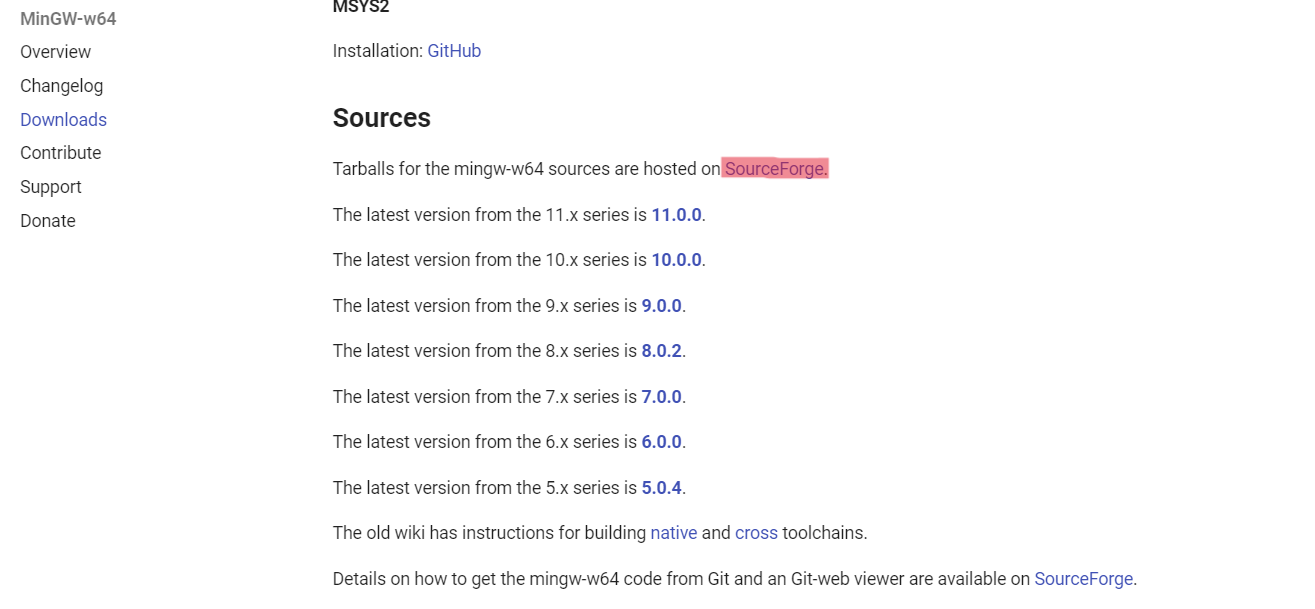 MinGW-w64
Overview
Changelog
Downloads
Contribute
Support
Donate
MSYS2
Installation: GitHub
Sources
Tarballs for the mingw-w64 sources are hosted on SourceForge.
The latest version from the 11.x series is 11.0.0.
The latest version from the 10.x series is 10.0.0.
The latest version from the 9.x series is 9.0.0.
The latest version from the 8.x series is 8.0.2.
The latest version from the 7.x series is 7.0.0.
The latest version from the 6.x series is 6.0.0.
The latest version from the 5.x series is 5.0.4.
The old wiki has instructions for building native and cross toolchains.
Details on how to get the mingw-w64 code from Git and an Git-web viewer are available on SourceForge.